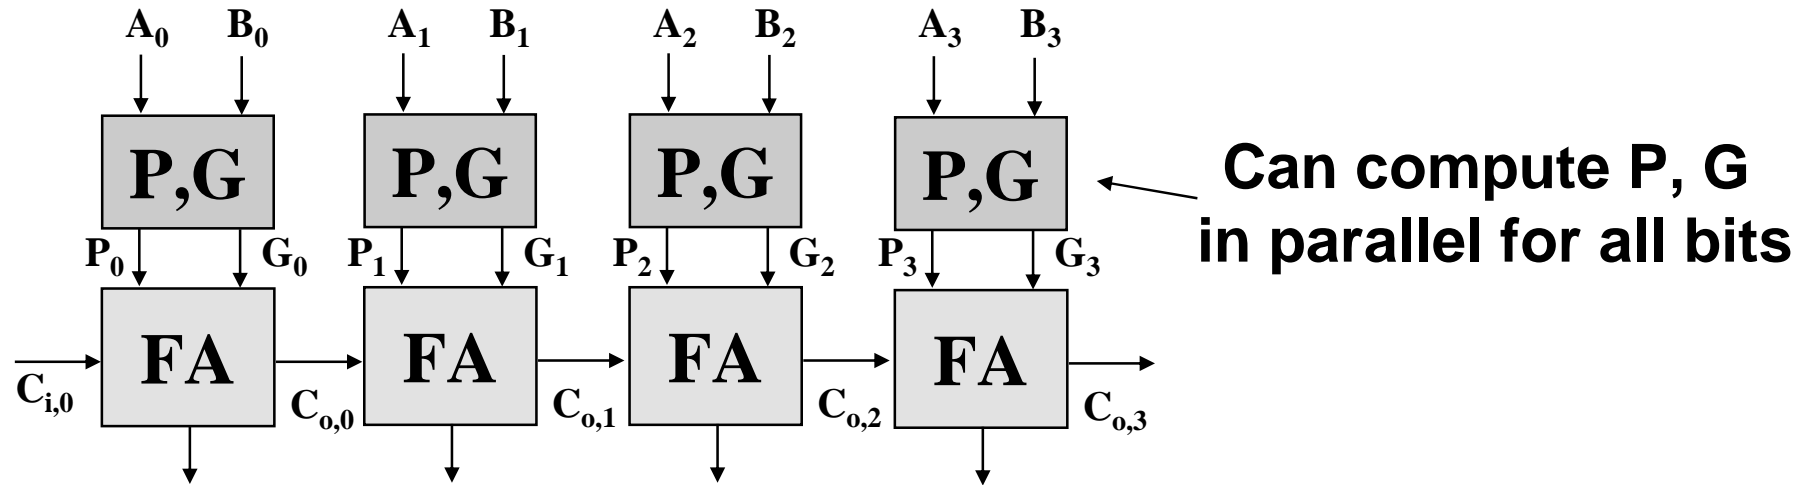 A0 B0 A1 B1 A2 B2 A3 B3
P,G P,G P,G P,G
Can compute P, G
in parallel for all bits
P0 G0 P1 G1 P2 G2 P3 G3
FA FA FA FA
Ci,0 Co,0 Co,1 Co,2 Co,3